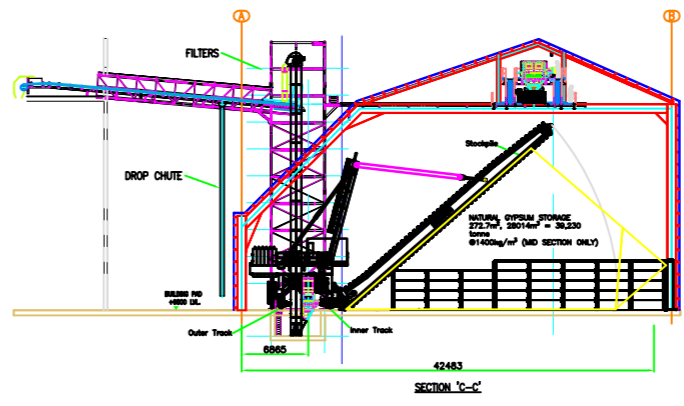 A
B
FILTERS
DROP CHUTE
Stockpile
NATURAL GYPSUM STORAGE
272.7m², 28014m³ = 39,230
tonne
@1400kg/m³ (MID SECTION ONLY)
BUILDING PAD
Outer Track
Inner Track
6865
42483
SECTION 'C-C'